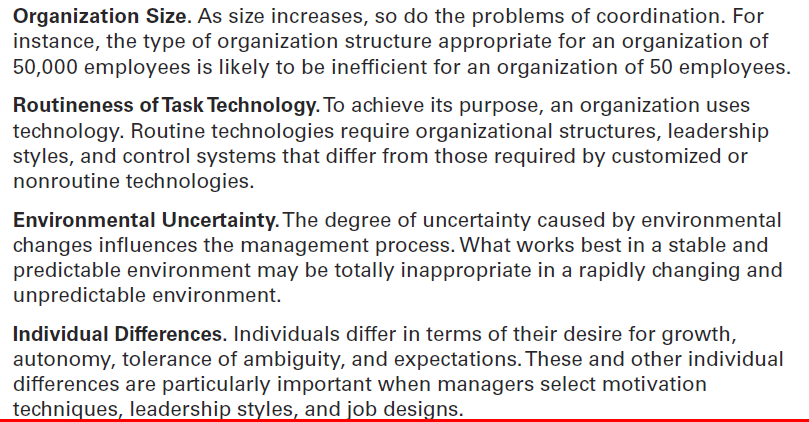 Organization Size. As size increases, so do the problems of coordination. For
instance, the type of organization structure appropriate for an organization of
50,000 employees is likely to be inefficient for an organization of 50 employees.
Routineness of Task Technology. To achieve its purpose, an organization uses
technology. Routine technologies require organizational structures, leadership
styles, and control systems that differ from those required by customized or
nonroutine technologies.
Environmental Uncertainty. The degree of uncertainty caused by environmental
changes influences the management process. What works best in a stable and
predictable environment may be totally inappropriate in a rapidly changing and
unpredictable environment.
Individual Differences. Individuals differ in terms of their desire for growth,
autonomy, tolerance of ambiguity, and expectations. These and other individual
differences are particularly important when managers select motivation
techniques, leadership styles, and job designs.